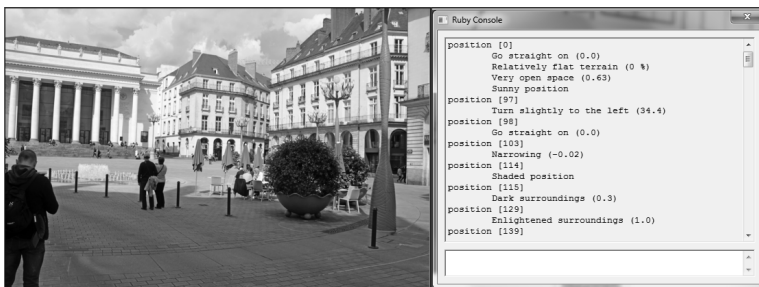 Ruby Console
position [0]
Go straight on (0.0)
Relatively flat terrain (0 %)
Very open space (0.63)
Sunny position
position [97]
Turn slightly to the left (34.4)
position [98]
Go straight on (0.0)
position [103]
Narrowing (-0.02)
position [114]
Shaded position
position [115]
Dark surroundings (0.3)
position [129]
Enlightened surroundings (1.0)
position [139]